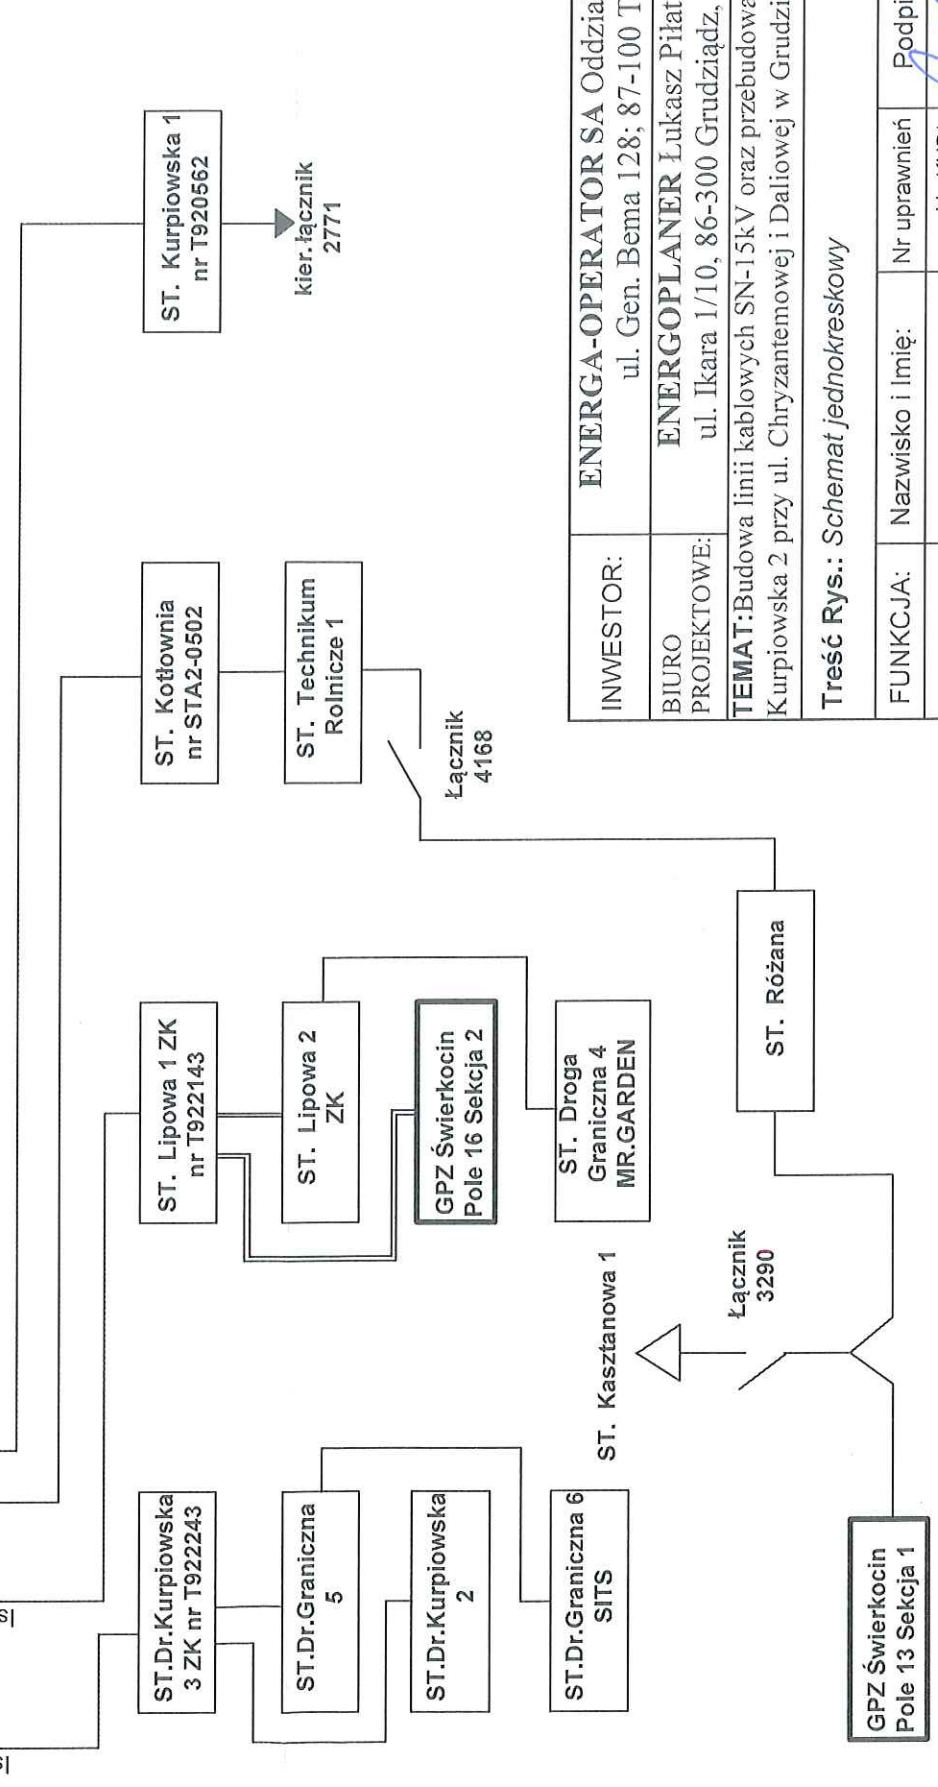 ST. Kurpiowska 1
nr T920562
kier.łącznik
2771
ST. Kotłownia
nr STA2-0502
ST. Technikum
Rolnicze 1
Łącznik
4168
ST. Lipowa 1 ZK
nr T922143
ST. Lipowa 2
ZK
GPZ Świerkocin
Pole 16 Sekcja 2
ST. Droga
Graniczna 4
MR.GARDEN
ST. Różana
ST.Dr.Kurpiowska
3 ZK nr T922243
ST.Dr.Graniczna
5
ST.Dr.Kurpiowska
2
ST.Dr.Graniczna 6
SITS
ST. Kasztanowa 1
Łącznik
3290
GPZ Świerkocin
Pole 13 Sekcja 1
INWESTOR:
ENERGA-OPERATOR SA Oddzia
ul. Gen. Bema 128; 87-100 T
BIURO
PROJEKTOWE:
ENERGOPLANER Łukasz Piłat
ul. Ikara 1/10, 86-300 Grudziądz,
TEMAT:Budowa linii kablowych SN-15kV oraz przebudowa
Kurpiowska 2 przy ul. Chryzantemowej i Daliowej w Grudzi
Treść Rys.: Schemat jednokreskowy
FUNKCJA: Nazwisko i Imię: Nr uprawnień Podpi